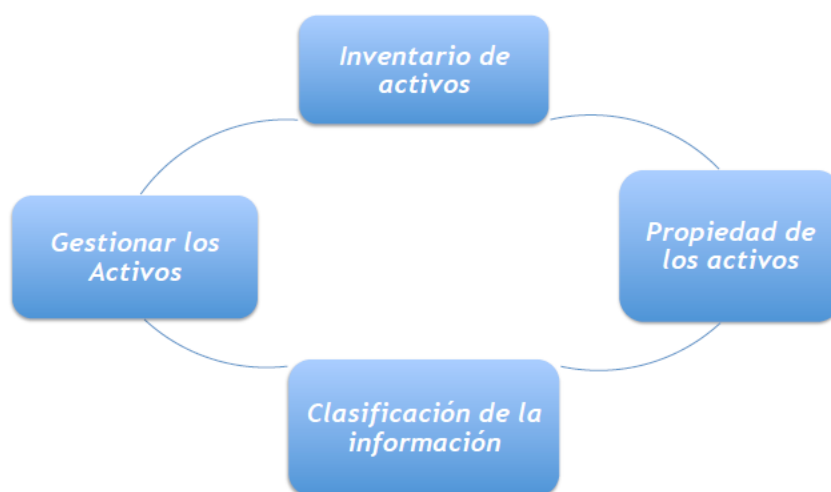 Inventario de
activos
Propiedad de
los activos
Gestionar los
Activos
Clasificación de la
información